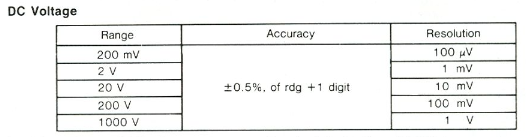 DC Voltage
Range Accuracy Resolution
200 mV 100 µV
2 V 1 mV
20 V ±0.5%, of rdg +1 digit 10 mV
200 V 100 mV
1000 V 1 V